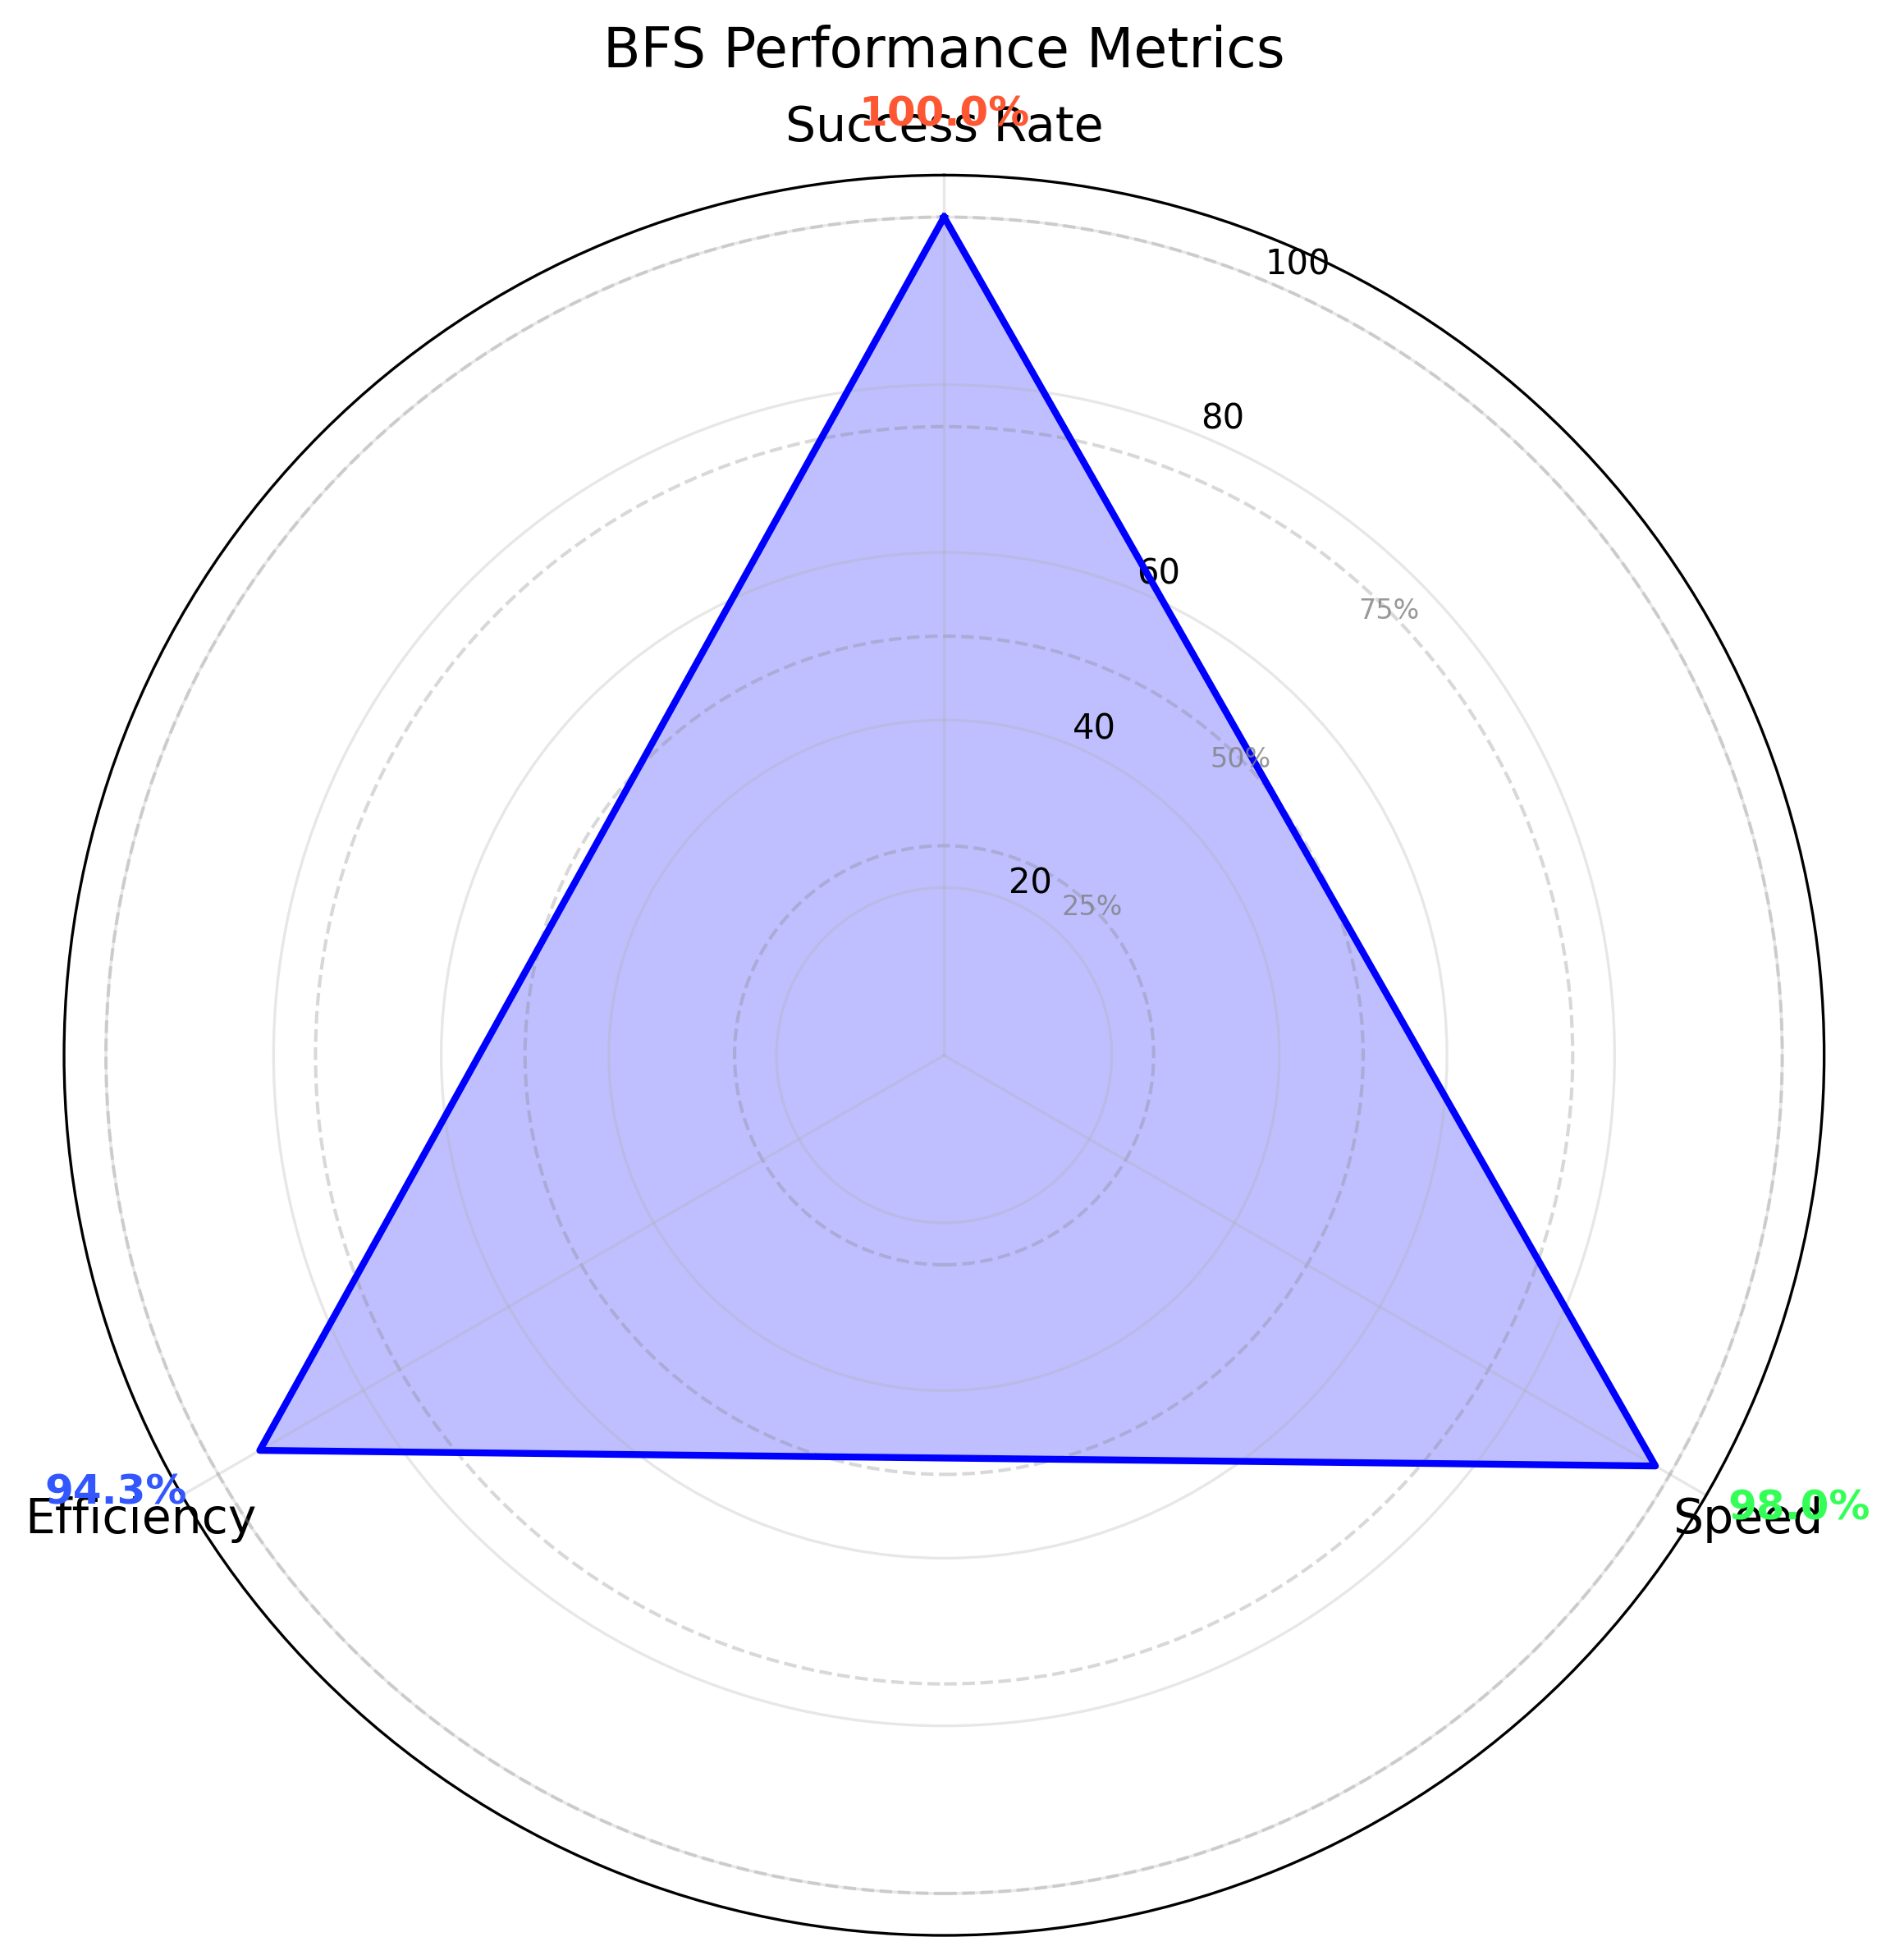 BFS Performance Metrics
100.0%
Success Rate
100
80
60
75%
40
50%
20
25%
94.3%
Efficiency
98.0%
Speed